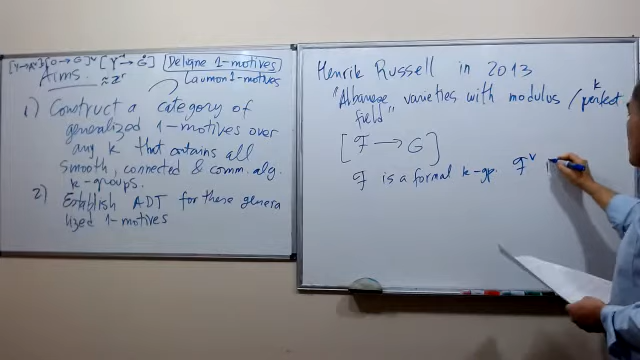 [Y→A^v] [0→G]^v [Y→G] Deligne 1-motives
Aims ≈ Z^r Laumon 1-motives
1) Construct a category of
generalized 1-motives over
any k that contains all
smooth, connected & comm. alg.
k-groups.
2) Establish ADT for these genera
lized 1-motives
Henrik Russell in 2013
"Albanese varieties with modulus / perfect k
field"
[ F → G ]
F is a formal k-gp. F^v